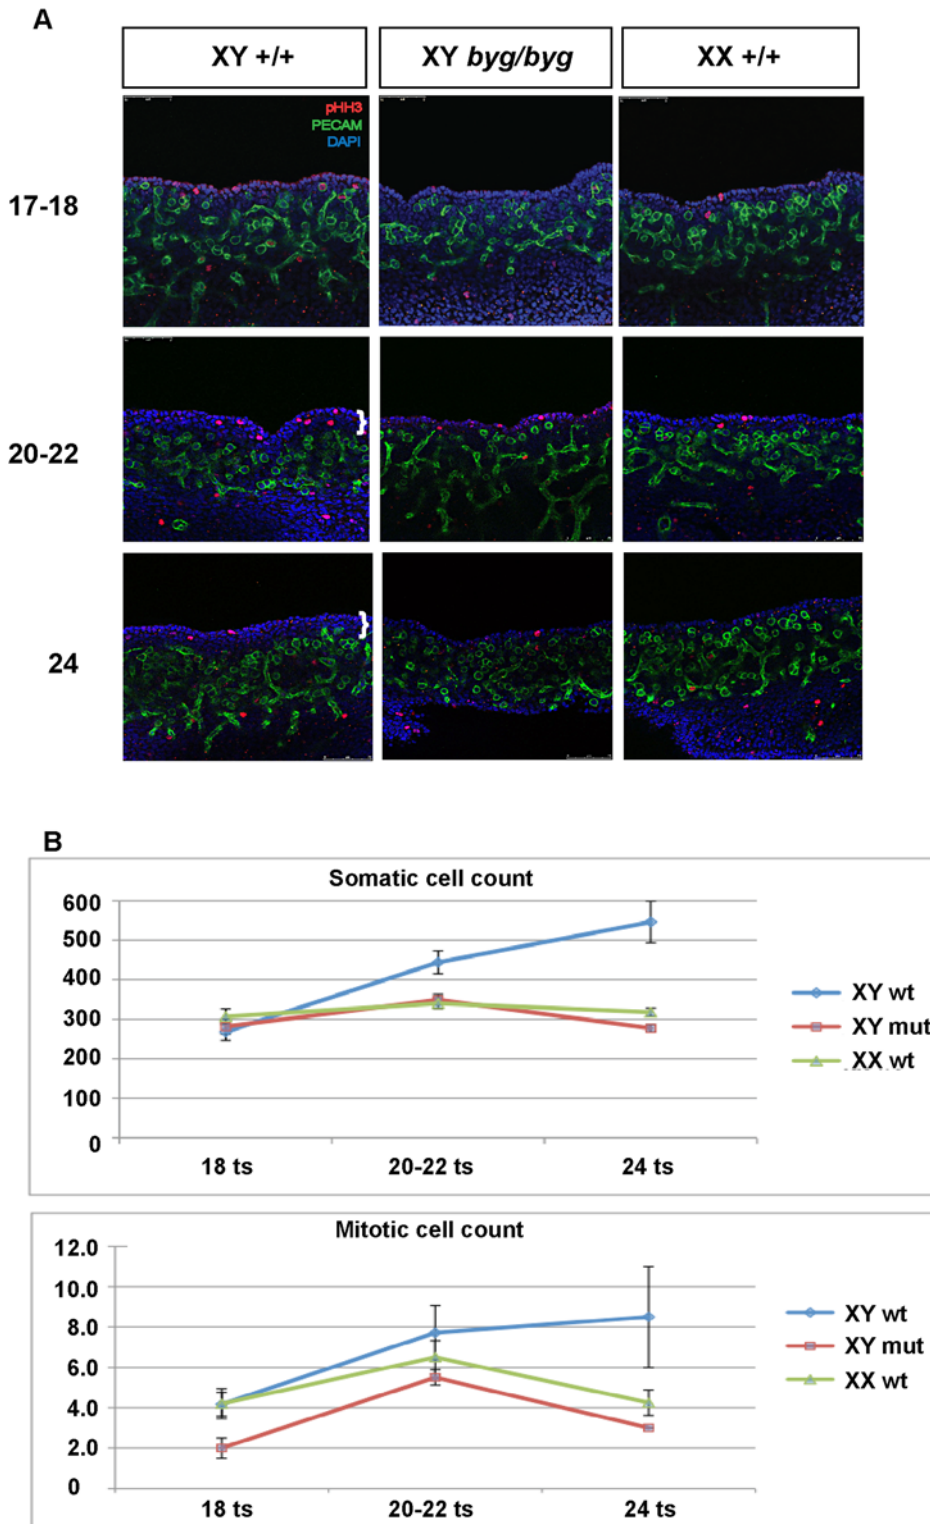 A
XY +/+
XY byg/byg
XX +/+
pHH3
PECAM
DAPI
17-18
20-22
}
24
}
B
Somatic cell count
600
500
400
300
200
100
0
18 ts
20-22 ts
24 ts
XY wt
XY mut
XX wt
Mitotic cell count
12.0
10.0
8.0
6.0
4.0
2.0
0
18 ts
20-22 ts
24 ts
XY wt
XY mut
XX wt